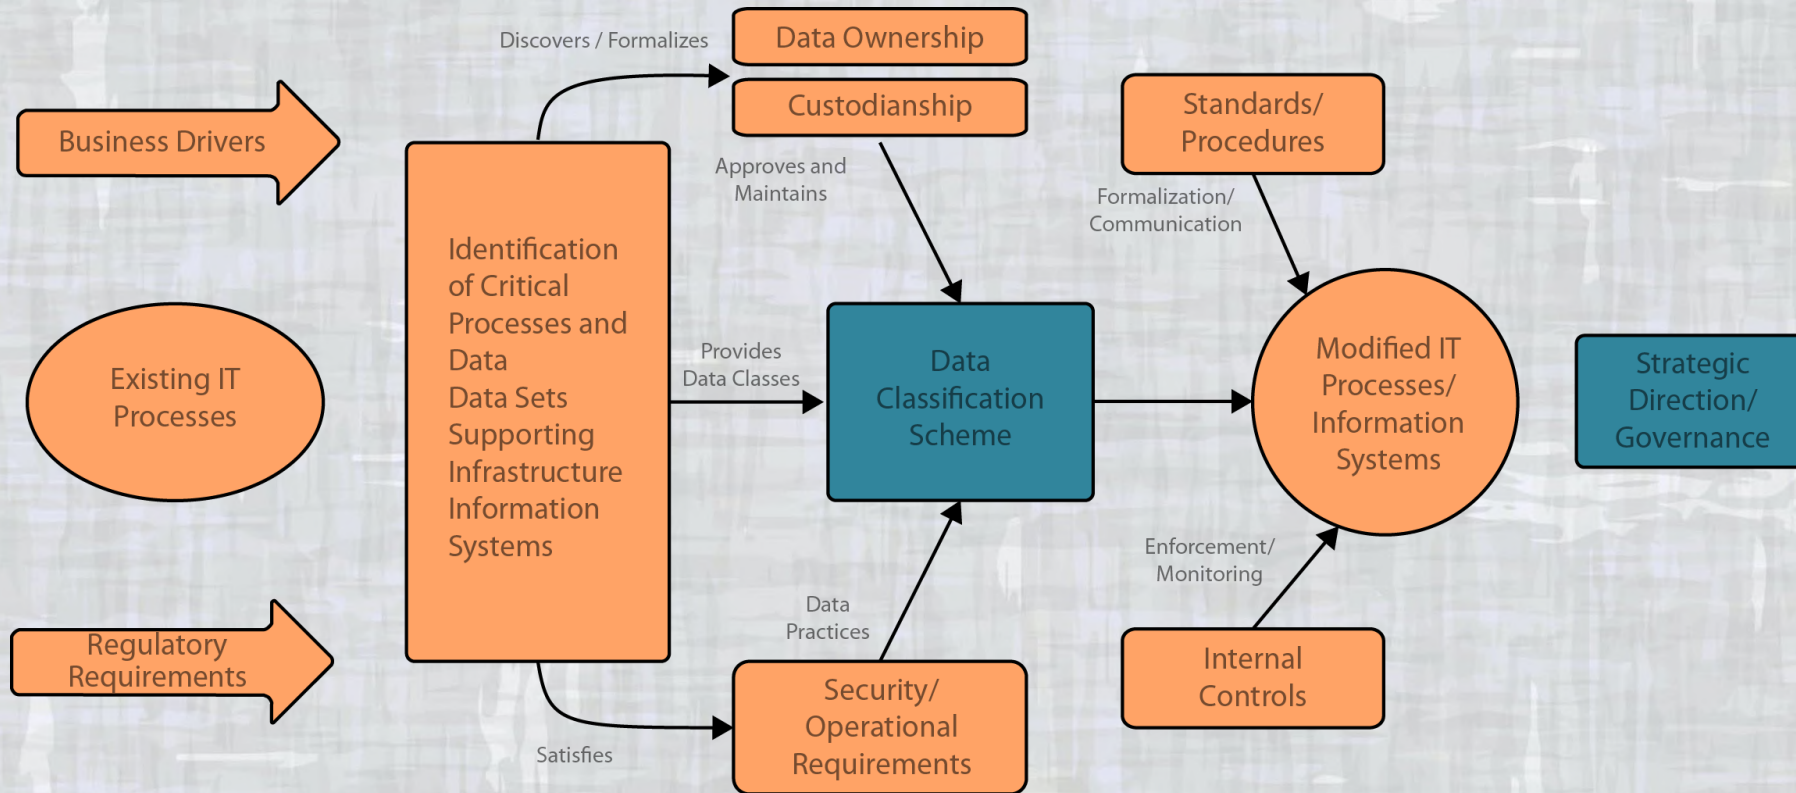 Business Drivers
Existing IT
Processes
Regulatory
Requirements
Identification
of Critical
Processes and
Data
Data Sets
Supporting
Infrastructure
Information
Systems
Discovers / Formalizes
Data Ownership
Custodianship
Approves and
Maintains
Provides
Data Classes
Data
Classification
Scheme
Data
Practices
Satisfies
Security/
Operational
Requirements
Standards/
Procedures
Formalization/
Communication
Modified IT
Processes/
Information
Systems
Enforcement/
Monitoring
Internal
Controls
Strategic
Direction/
Governance